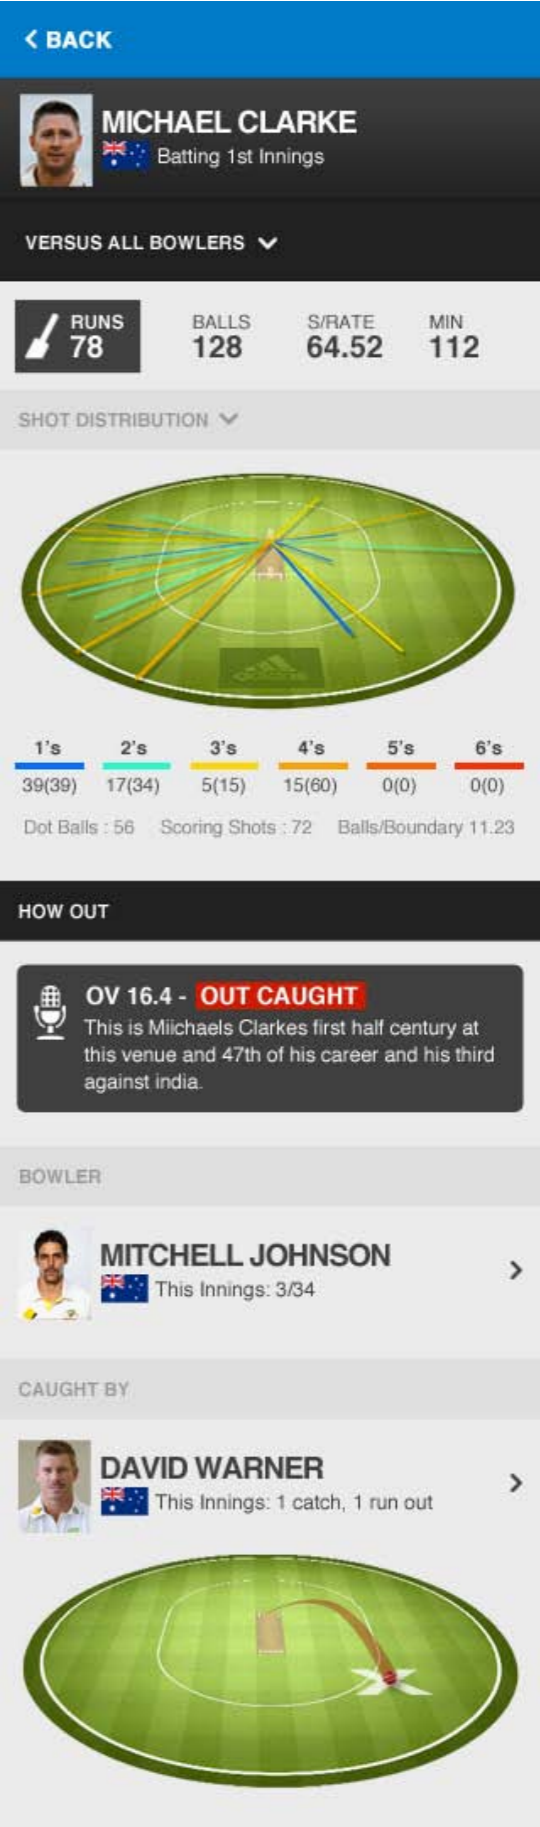 BACK
MICHAEL CLARKE
Batting 1st Innings
VERSUS ALL BOWLERS
RUNS BALLS S/RATE MIN
78 128 64.52 112
SHOT DISTRIBUTION
adidas
1's 2's 3's 4's 5's 6's
39(39) 17(34) 5(15) 15(60) 0(0) 0(0)
Dot Balls : 56 Scoring Shots : 72 Balls/Boundary 11.23
HOW OUT
OV 16.4 - OUT CAUGHT
This is Miichaels Clarkes first half century at
this venue and 47th of his career and his third
against india.
BOWLER
MITCHELL JOHNSON
This Innings: 3/34
CAUGHT BY
DAVID WARNER
This Innings: 1 catch, 1 run out